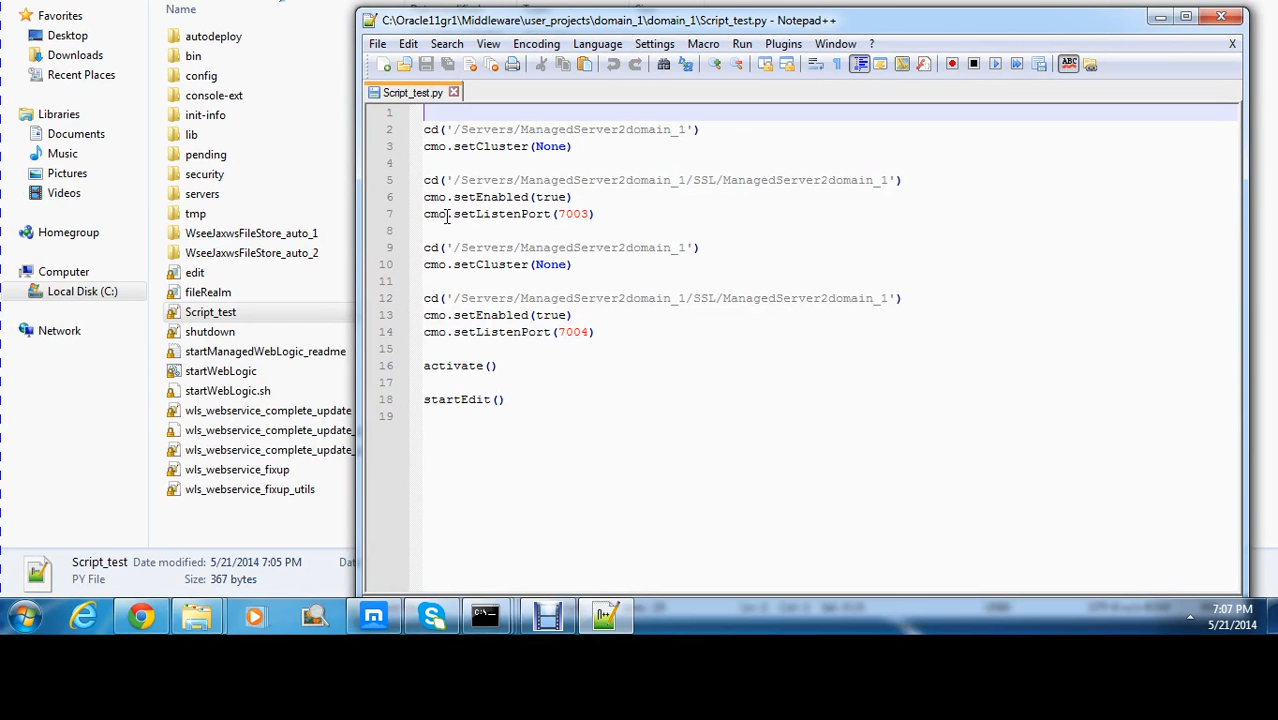 Favorites
Desktop
Downloads
Recent Places
Libraries
Documents
Music
Pictures
Videos
Homegroup
Computer
Local Disk (C:)
Network
Name
autodeploy
bin
config
console-ext
init-info
lib
pending
security
servers
tmp
WseeJaxwsFileStore_auto_1
WseeJaxwsFileStore_auto_2
edit
fileRealm
Script_test
shutdown
startManagedWebLogic_readme
startWebLogic
startWebLogic.sh
wls_webservice_complete_update
wls_webservice_complete_update_
wls_webservice_complete_update_
wls_webservice_fixup
wls_webservice_fixup_utils
Script_test Date modified: 5/21/2014 7:05 PM
PY File Size: 367 bytes
C:\Oracle11gr1\Middleware\user_projects\domain_1\domain_1\Script_test.py - Notepad++
File Edit Search View Encoding Language Settings Macro Run Plugins Window ? X
ABC
Script_test.py
1
2 cd('/Servers/ManagedServer2domain_1')
3 cmo.setCluster(None)
4
5 cd('/Servers/ManagedServer2domain_1/SSL/ManagedServer2domain_1')
6 cmo.setEnabled(true)
7 cmo.setListenPort(7003)
8
9 cd('/Servers/ManagedServer2domain_1')
10 cmo.setCluster(None)
11
12 cd('/Servers/ManagedServer2domain_1/SSL/ManagedServer2domain_1')
13 cmo.setEnabled(true)
14 cmo.setListenPort(7004)
15
16 activate()
17
18 startEdit()
19
7:07 PM
5/21/2014